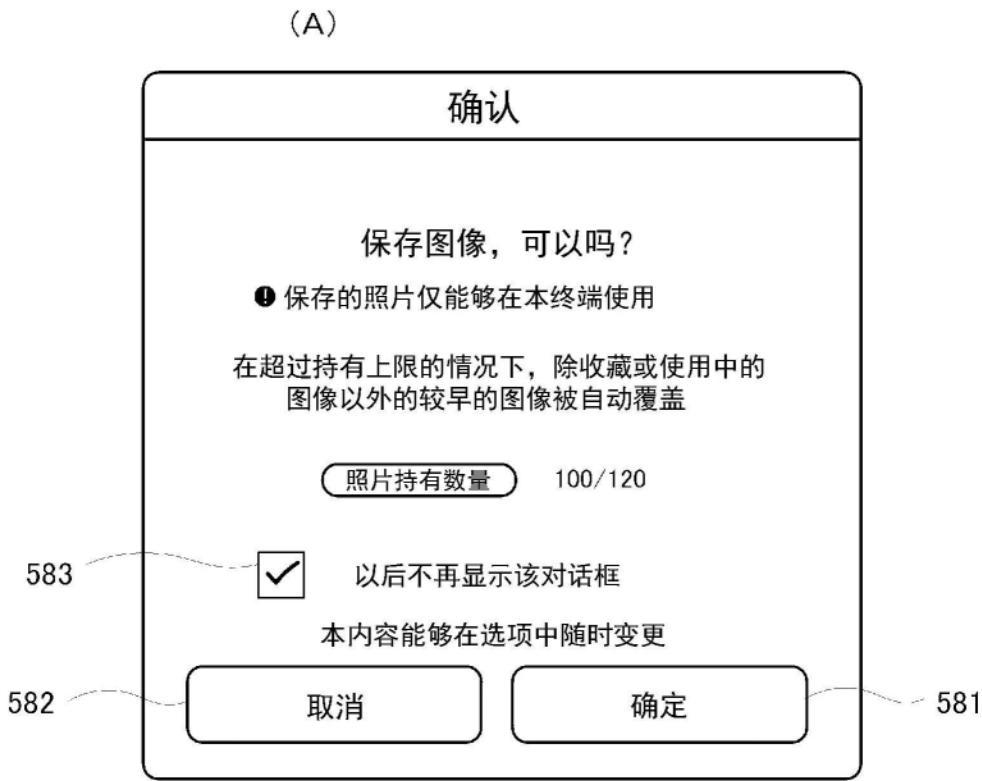 (A)
确认
保存图像，可以吗？
❗保存的照片仅能够在本终端使用
在超过持有上限的情况下，除收藏或使用中的
图像以外的较早的图像被自动覆盖
照片持有数量 100/120
583 以后不再显示该对话框
本内容能够在选项中随时变更
582 取消 确定 581